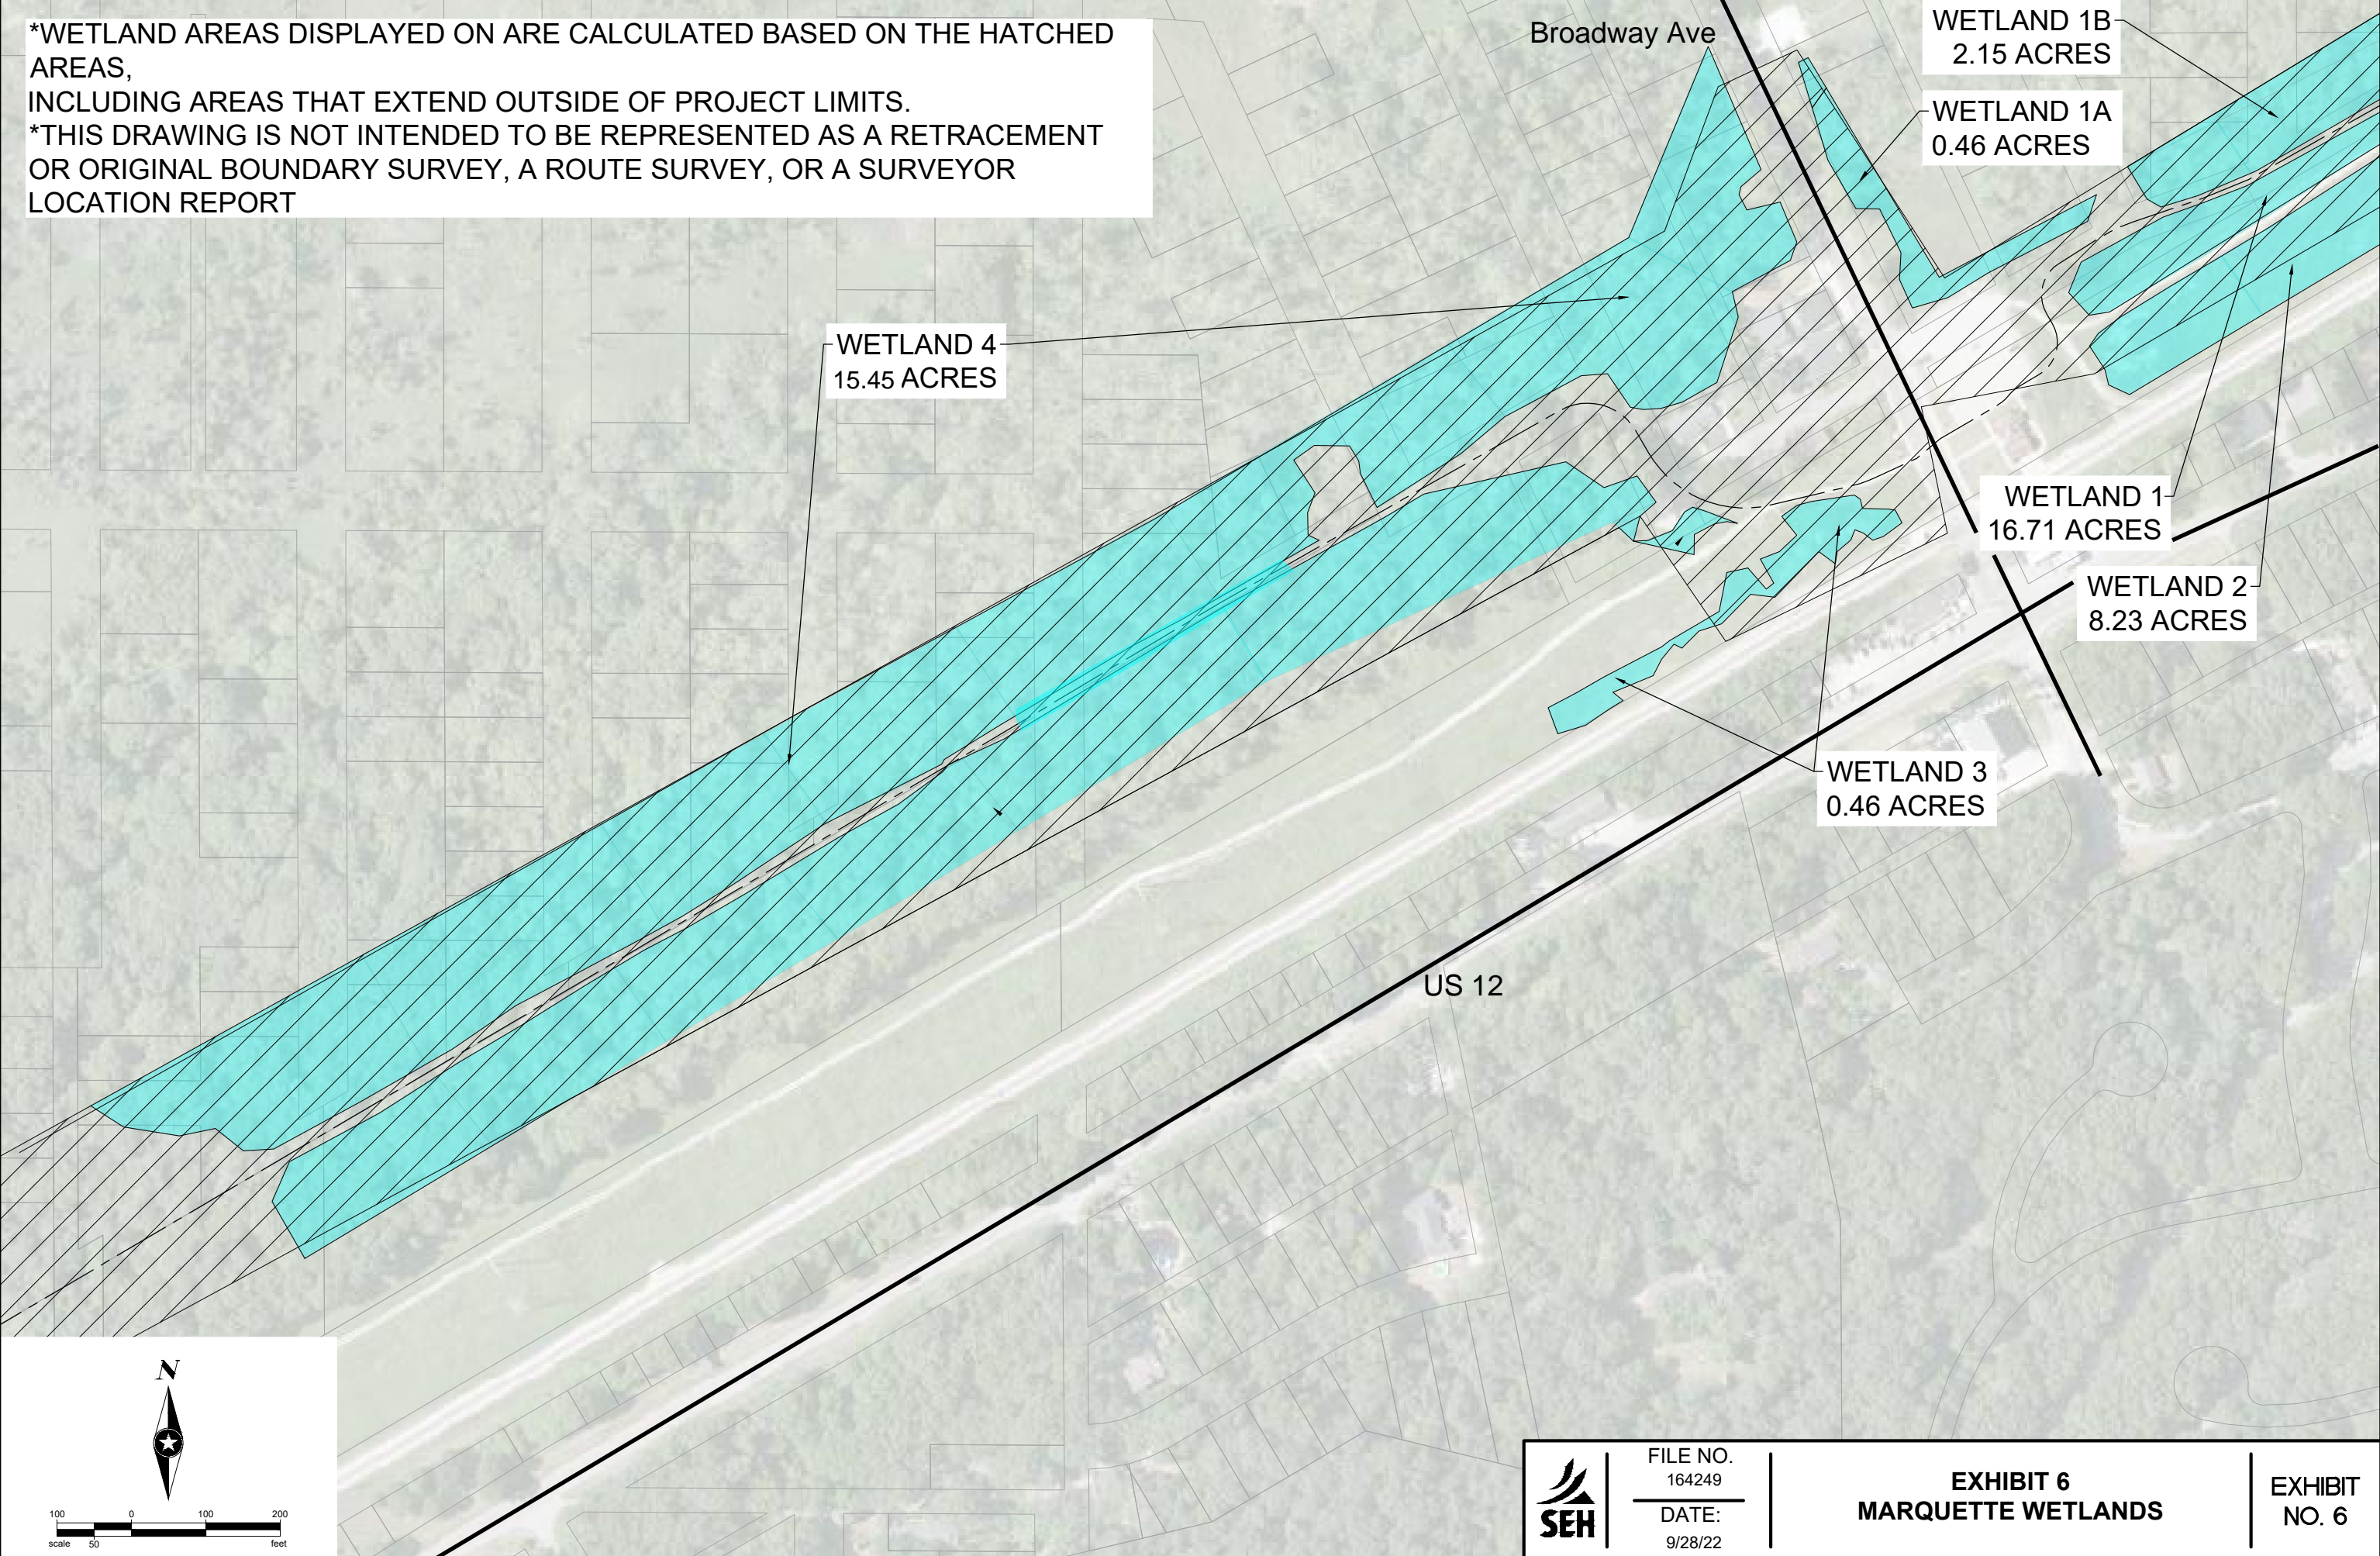 *WETLAND AREAS DISPLAYED ON ARE CALCULATED BASED ON THE HATCHED
AREAS,
INCLUDING AREAS THAT EXTEND OUTSIDE OF PROJECT LIMITS.
*THIS DRAWING IS NOT INTENDED TO BE REPRESENTED AS A RETRACEMENT
OR ORIGINAL BOUNDARY SURVEY, A ROUTE SURVEY, OR A SURVEYOR
LOCATION REPORT
Broadway Ave
WETLAND 1B
2.15 ACRES
WETLAND 1A
0.46 ACRES
WETLAND 4
15.45 ACRES
WETLAND 1
16.71 ACRES
WETLAND 2
8.23 ACRES
WETLAND 3
0.46 ACRES
US 12
N
100 0 100 200
scale 50 feet
SEH
FILE NO.
164249
DATE:
9/28/22
EXHIBIT 6
MARQUETTE WETLANDS
EXHIBIT
NO. 6